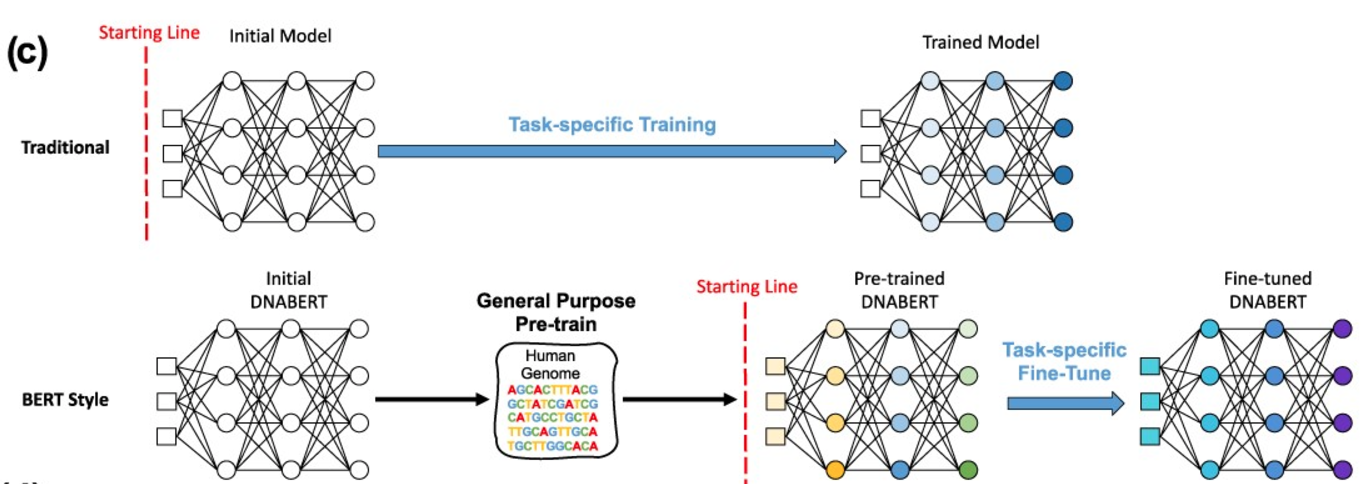 (c)
Starting Line
Initial Model
Trained Model
Traditional
Task-specific Training
Initial
DNABERT
General Purpose
Pre-train
Human
Genome
AGCACTTTACG
GCTATCGATCG
CATGCCTGCTA
TTGCAGTTGCA
TGCTTGGCACA
Starting Line
Pre-trained
DNABERT
Task-specific
Fine-Tune
Fine-tuned
DNABERT
BERT Style